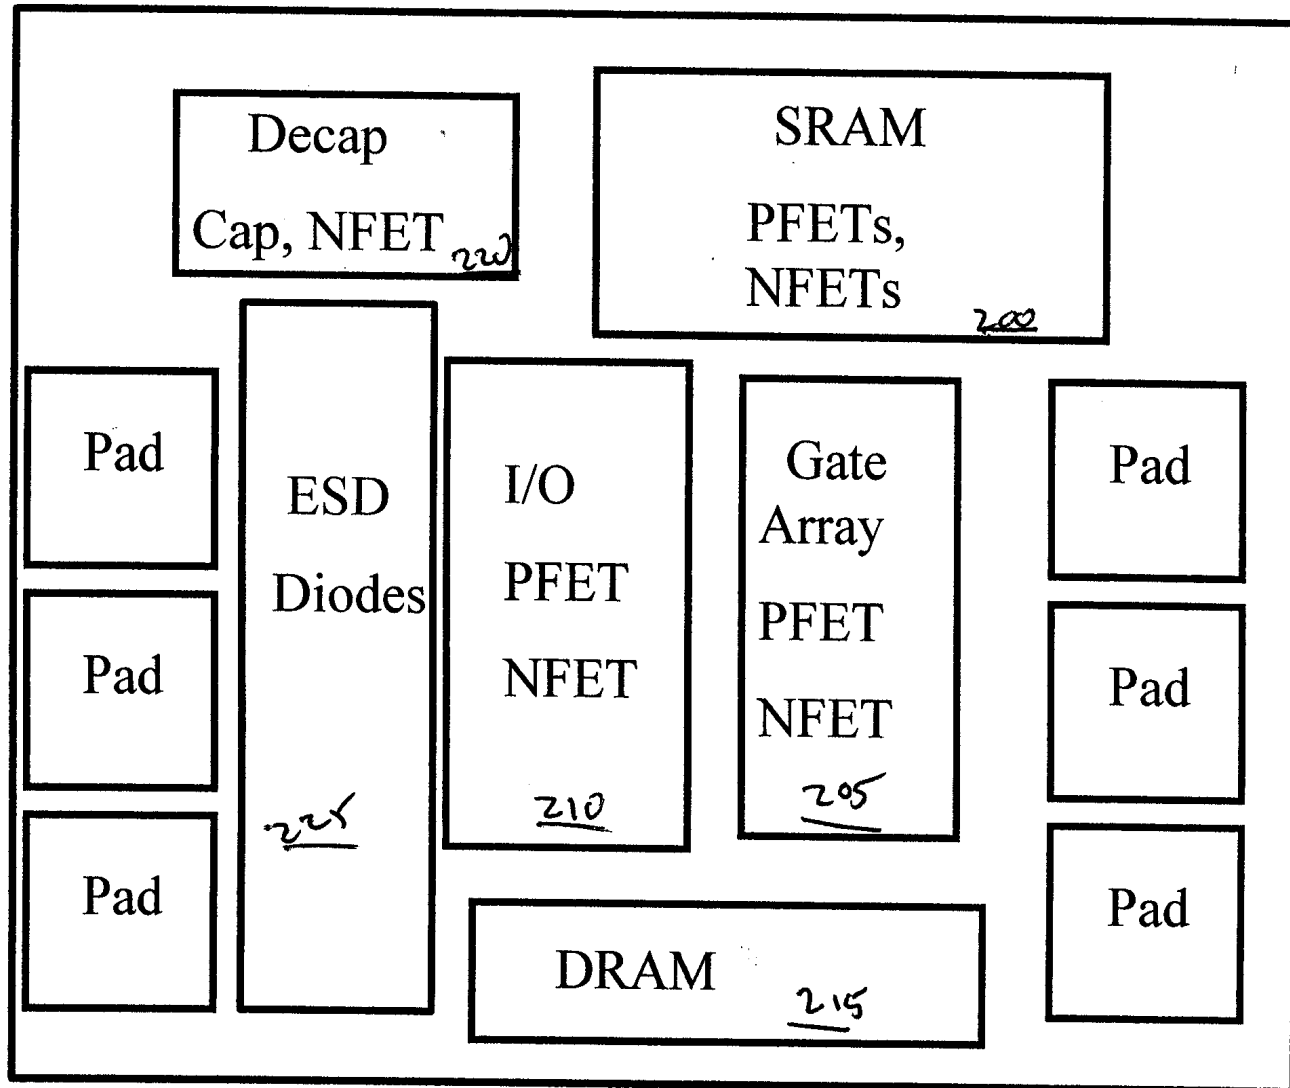 Decap
Cap, NFET 220
SRAM
PFETs,
NFETs
200
Pad
Pad
Pad
ESD
Diodes
225
I/O
PFET
NFET
210
Gate
Array
PFET
NFET
205
Pad
Pad
Pad
DRAM
215